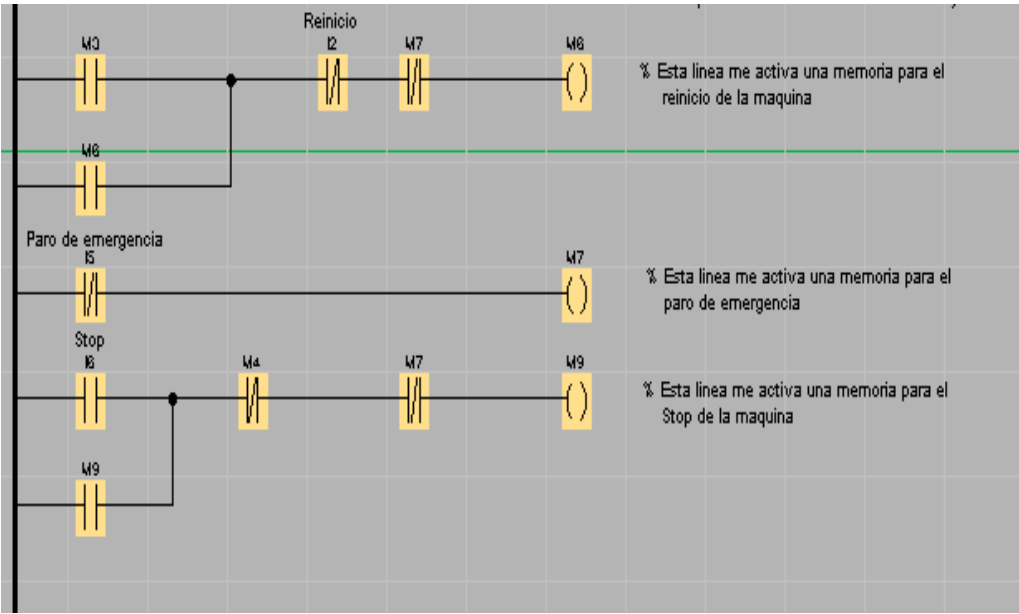 Reinicio
M3 I2 M7 M6
% Esta linea me activa una memoria para el
reinicio de la maquina
M6
Paro de emergencia
I5 M7
% Esta linea me activa una memoria para el
paro de emergencia
Stop
I6 M4 M7 M9
% Esta linea me activa una memoria para el
Stop de la maquina
M9